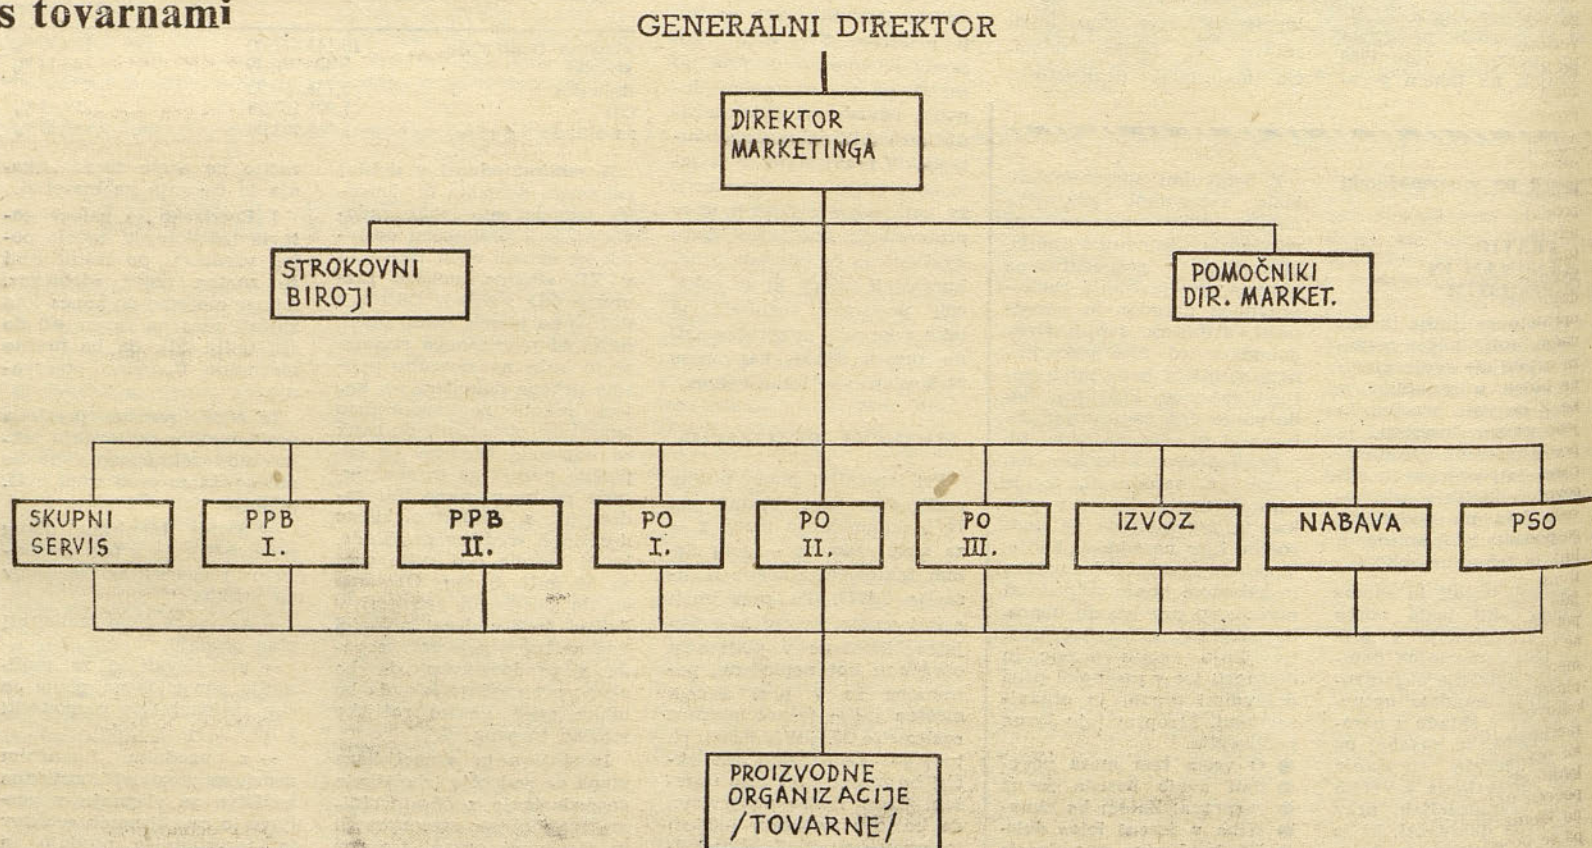 s tovarnami
GENERALNI DIREKTOR
DIREKTOR
MARKETINGA
STROKOVNI
BIROJI
POMOČNIKI
DIR. MARKET.
SKUPNI
SERVIS
PPB
I.
PPB
II.
PO
I.
PO
II.
PO
III.
IZVOZ
NABAVA
PSO
PROIZVODNE
ORGANIZACIJE
/TOVARNE/